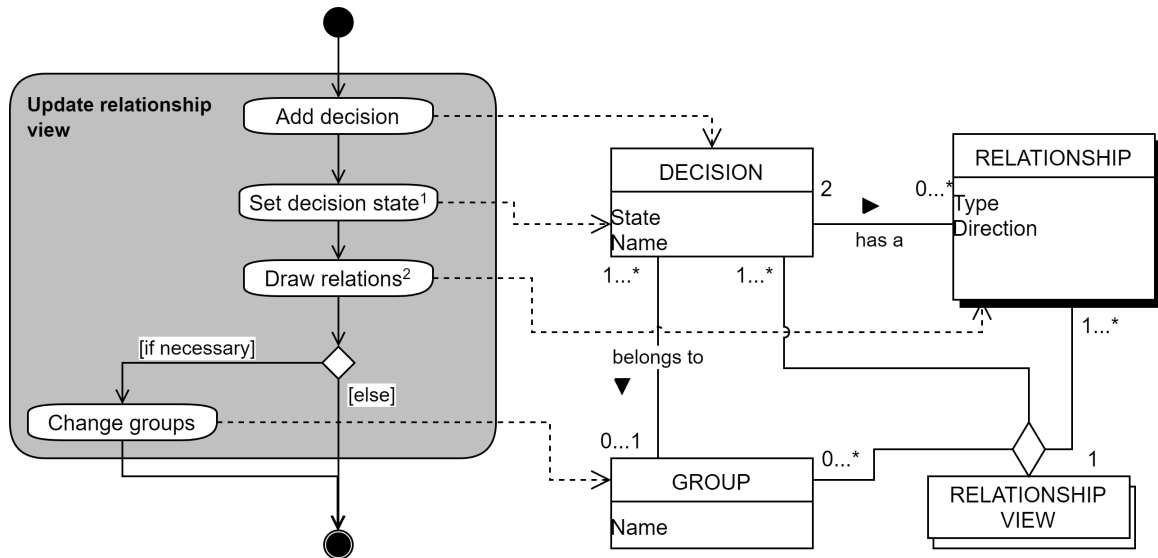 Update relationship
view
Add decision
Set decision state¹
Draw relations²
[if necessary]
[else]
Change groups
DECISION
State
Name
2
0...*
has a
RELATIONSHIP
Type
Direction
1...*
1...*
1...*
belongs to
0...1
0...*
1
GROUP
Name
RELATIONSHIP
VIEW